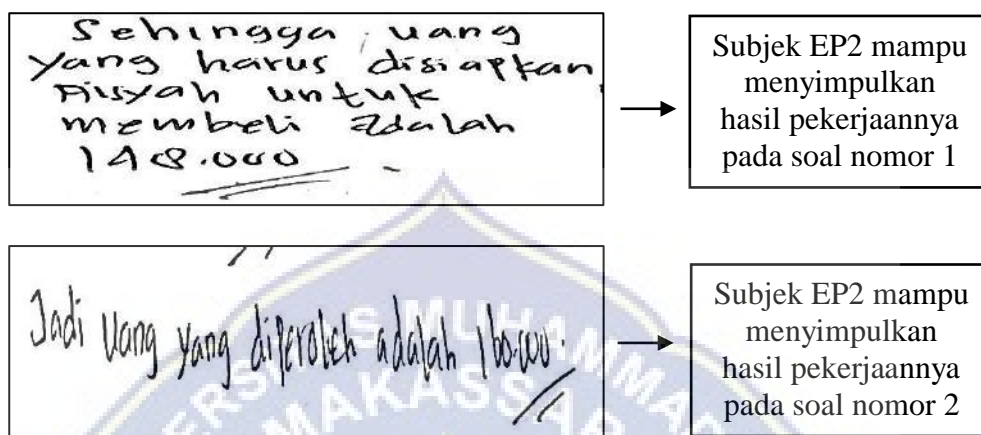 Sehingga, uang
yang harus disiapkan
Aisyah untuk
membeli adalah
148.000
Subjek EP2 mampu
menyimpulkan
hasil pekerjaannya
pada soal nomor 1
Jadi uang yang diperoleh adalah 160.000.
Subjek EP2 mampu
menyimpulkan
hasil pekerjaannya
pada soal nomor 2
MUHAMMAD
MAKASSAR